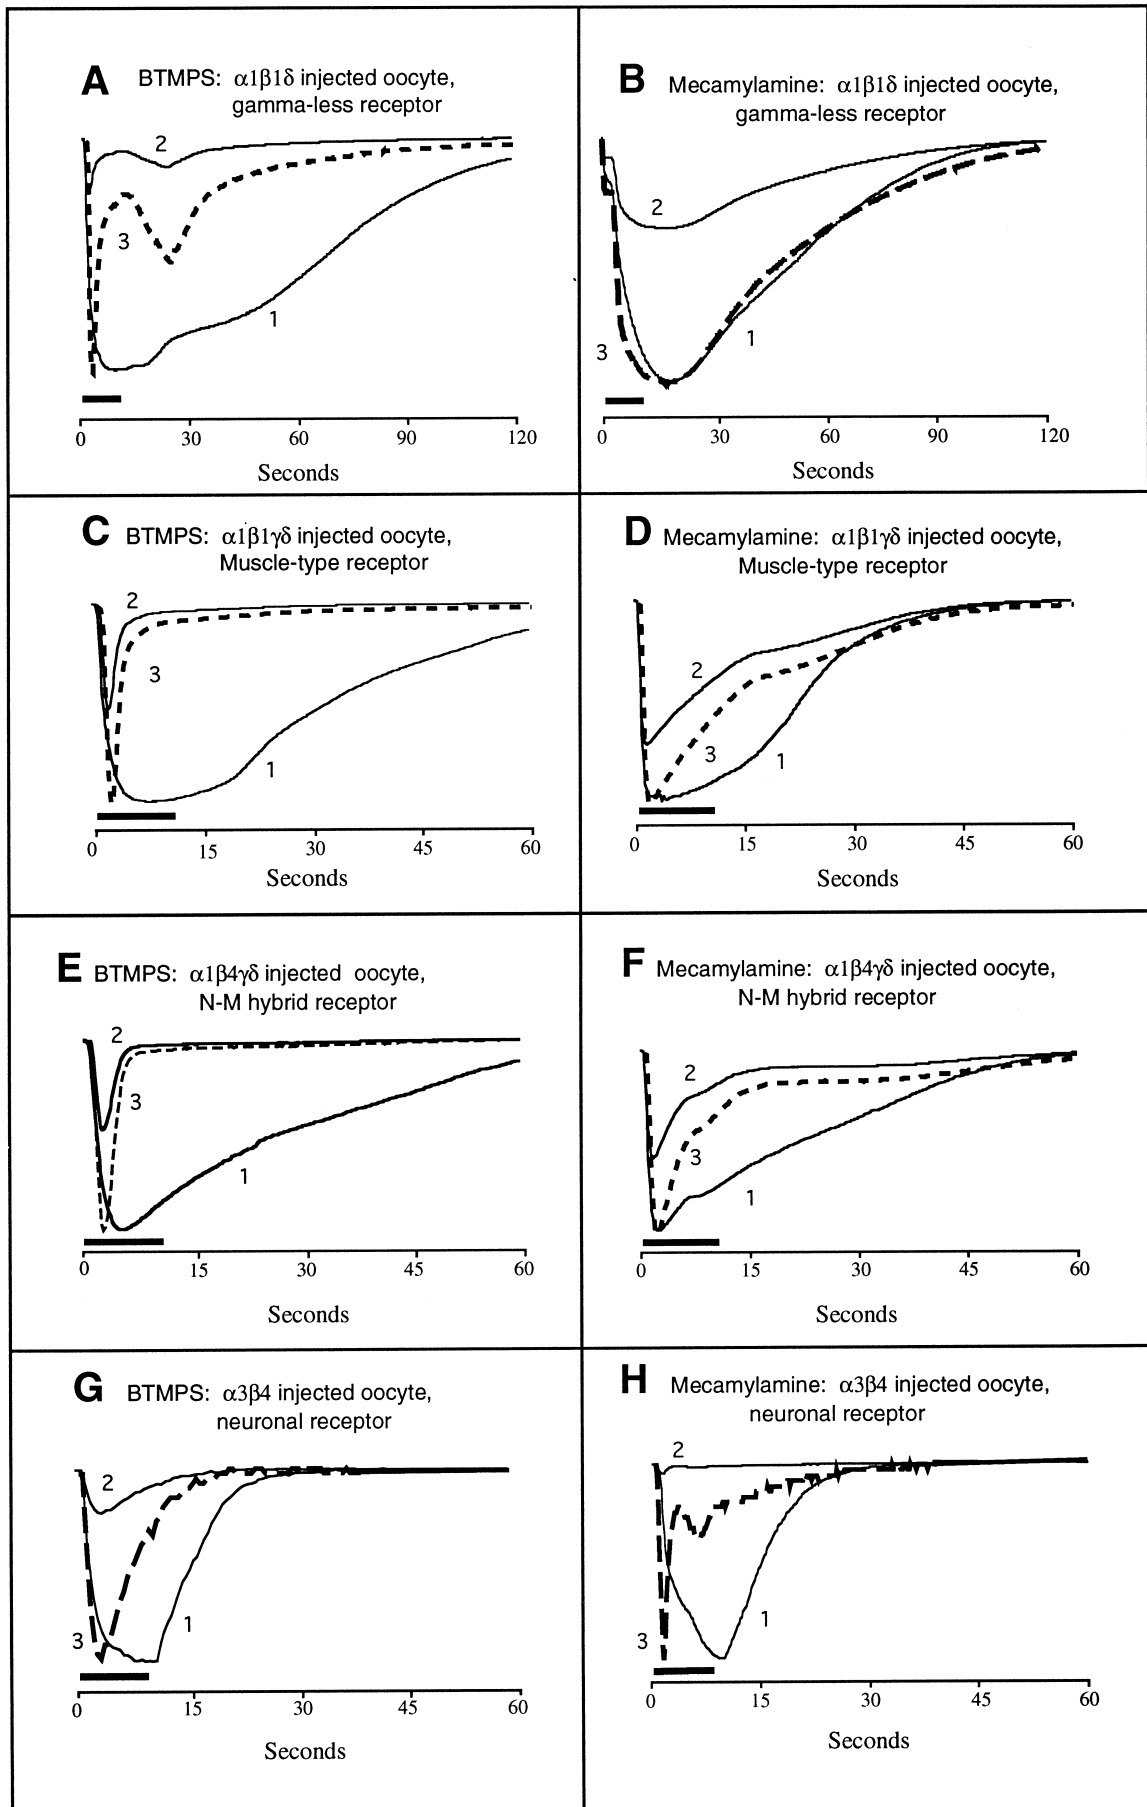 A BTMPS: α1β1δ injected oocyte,
gamma-less receptor
2
3
1
0 30 60 90 120
Seconds
B Mecamylamine: α1β1δ injected oocyte,
gamma-less receptor
2
3
1
0 30 60 90 120
Seconds
C BTMPS: α1β1γδ injected oocyte,
Muscle-type receptor
2
3
1
0 15 30 45 60
Seconds
D Mecamylamine: α1β1γδ injected oocyte,
Muscle-type receptor
2
3
1
0 15 30 45 60
Seconds
E BTMPS: α1β4γδ injected oocyte,
N-M hybrid receptor
2
3
1
0 15 30 45 60
Seconds
F Mecamylamine: α1β4γδ injected oocyte,
N-M hybrid receptor
2
3
1
0 15 30 45 60
Seconds
G BTMPS: α3β4 injected oocyte,
neuronal receptor
2
1
3
0 15 30 45 60
Seconds
H Mecamylamine: α3β4 injected oocyte,
neuronal receptor
2
1
3
0 15 30 45 60
Seconds